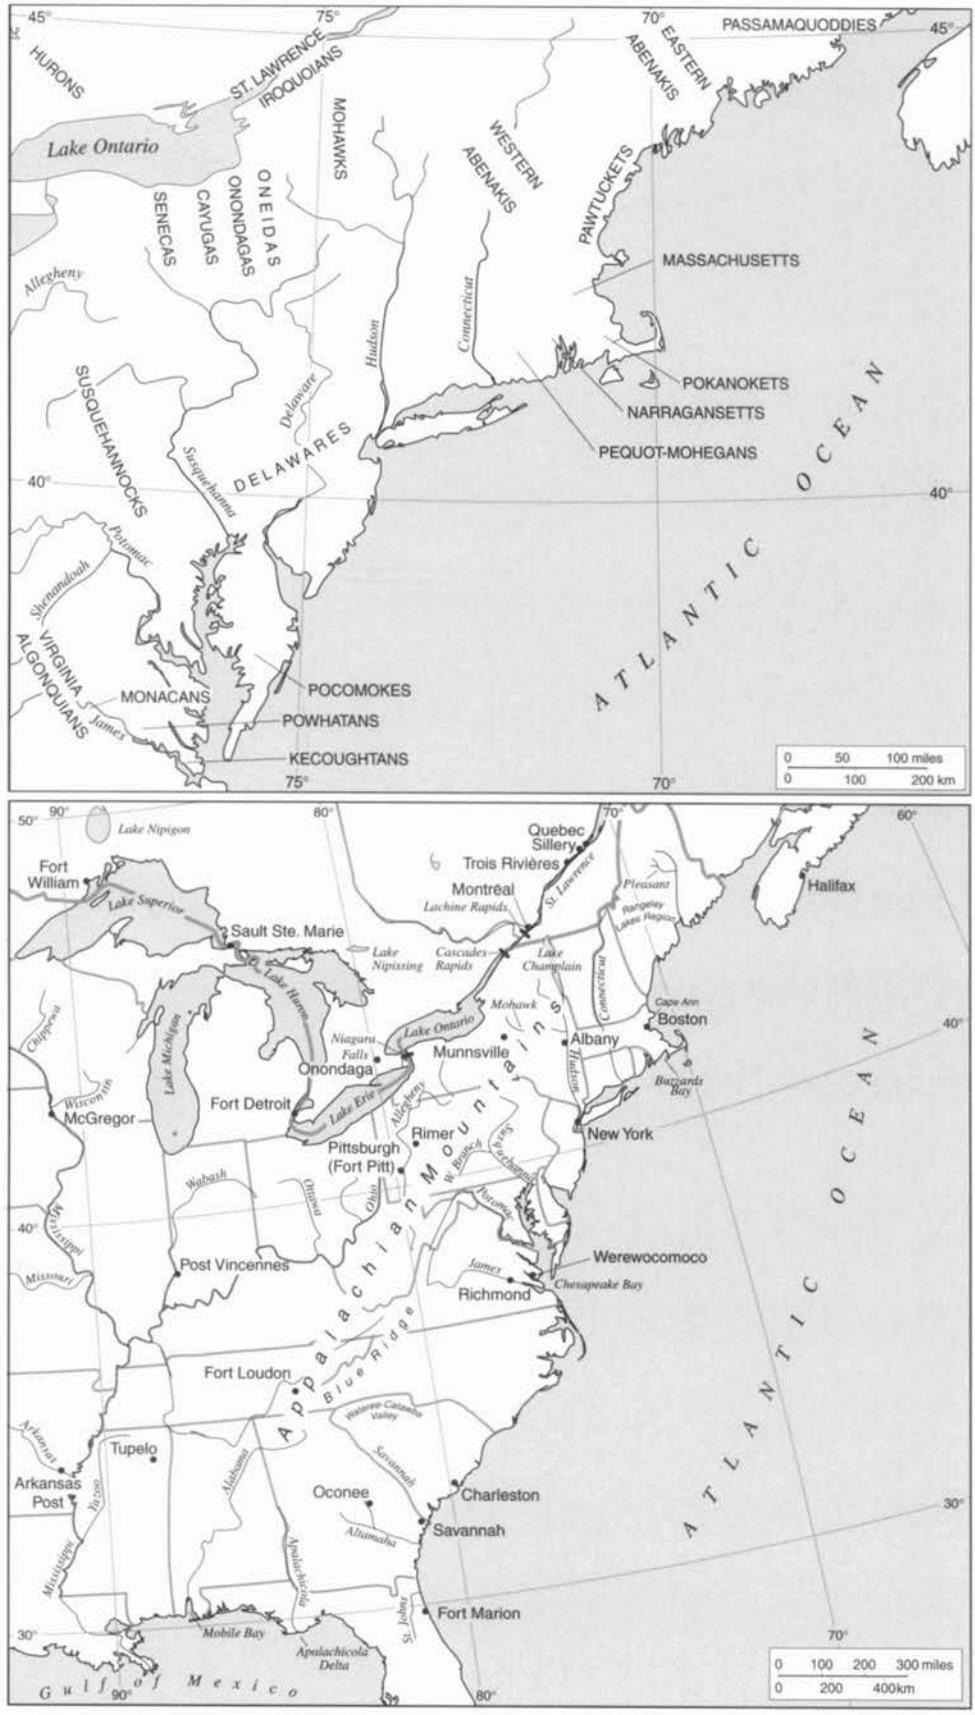 45°
75°
70°
PASSAMAQUODDIES
45°
HURONS
ST. LAWRENCE
IROQUOIANS
EASTERN
ABENAKIS
MOHAWKS
WESTERN
ABENAKIS
Lake Ontario
SENECAS
CAYUGAS
ONONDAGAS
ONEIDAS
PAWTUCKETS
MASSACHUSETTS
Allegheny
Hudson
Connecticut
SUSQUEHANNOCKS
Delaware
POKANOKETS
NARRAGANSETTS
PEQUOT-MOHEGANS
DELAWARES
Susquehanna
40°
40°
ATLANTIC OCEAN
Potomac
Shenandoah
VIRGINIA
ALGONQUIANS
MONACANS
James
POCOMOKES
POWHATANS
KECOUGHTANS
75°
70°
0 50 100 miles
0 100 200 km
90°
80°
70°
60°
50°
Lake Nipigon
Fort
William
Lake Superior
Sault Ste. Marie
Quebec
Sillery
Trois Rivières
Montréal
Lachine Rapids
St. Lawrence
Pleasant
Rangeley
Lakes Region
Halifax
Lake
Nipissing
Cascades
Rapids
Lake
Champlain
Lake Huron
Lake Michigan
Chippewa
Wisconsin
McGregor
Connecticut
Cape Ann
Boston
Mohawk
Lake Ontario
Niagara
Falls
Onondaga
Munnsville
Albany
Hudson
Buzzards
Bay
40°
Fort Detroit
Lake Erie
Allegheny
New York
Rimer
Pittsburgh
(Fort Pitt)
W. Branch
Susquehanna
Wabash
Ottawa
Ohio
Potomac
40°
Mississippi
Missouri
Post Vincennes
Appalachian Mountains
Werewocomoco
James
Richmond
Chesapeake Bay
Blue Ridge
Fort Loudon
Wateree-Catawba
Valley
Arkansas
Tupelo
Alabama
Savannah
Arkansas
Post
Yazoo
Oconee
Charleston
Savannah
Altamaha
Mississippi
Apalachicola
30°
ATLANTIC OCEAN
St. Johns
Fort Marion
30°
Mobile Bay
Apalachicola
Delta
Gulf of Mexico
90°
80°
70°
0 100 200 300 miles
0 200 400km